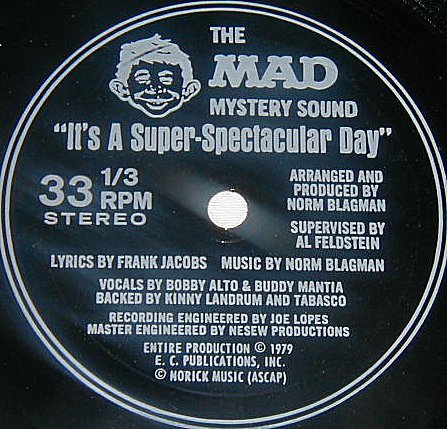 THE
MAD
MYSTERY SOUND
"It's A Super-Spectacular Day"
33 1/3 RPM
STEREO
ARRANGED AND
PRODUCED BY
NORM BLAGMAN
SUPERVISED BY
AL FELDSTEIN
LYRICS BY FRANK JACOBS MUSIC BY NORM BLAGMAN
VOCALS BY BOBBY ALTO & BUDDY MANTIA
BACKED BY KINNY LANDRUM AND TABASCO
RECORDING ENGINEERED BY JOE LOPES
MASTER ENGINEERED BY NESEW PRODUCTIONS
ENTIRE PRODUCTION © 1979
E. C. PUBLICATIONS, INC.
© NORICK MUSIC (ASCAP)